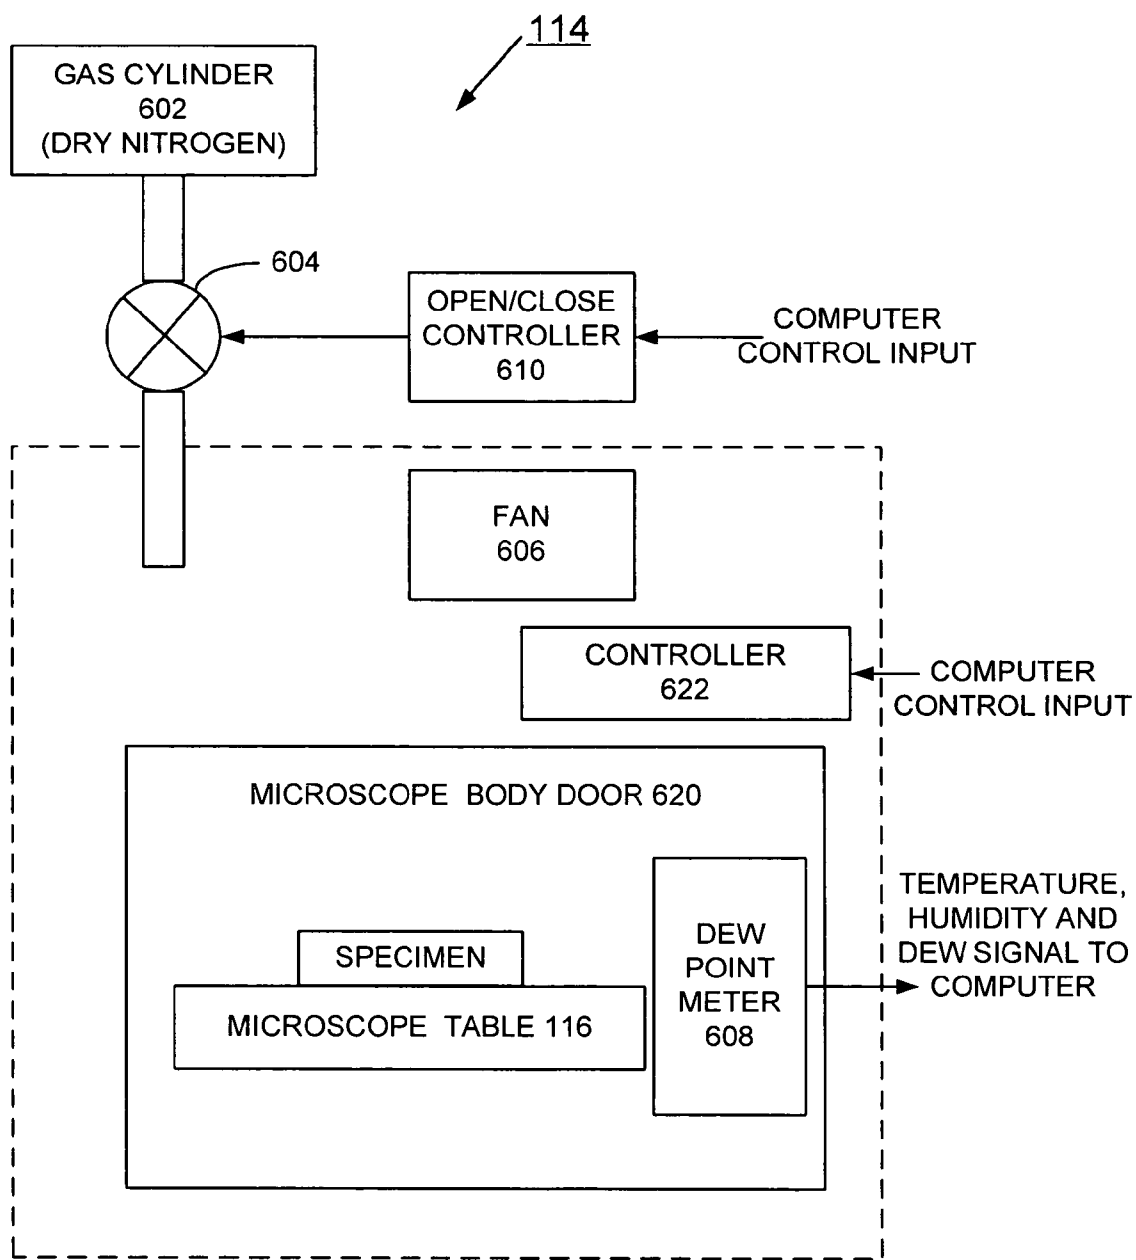 114
GAS CYLINDER
602
(DRY NITROGEN)
604
OPEN/CLOSE
CONTROLLER
610
COMPUTER
CONTROL INPUT
FAN
606
CONTROLLER
622
COMPUTER
CONTROL INPUT
MICROSCOPE BODY DOOR 620
SPECIMEN
MICROSCOPE TABLE 116
DEW
POINT
METER
608
TEMPERATURE,
HUMIDITY AND
DEW SIGNAL TO
COMPUTER